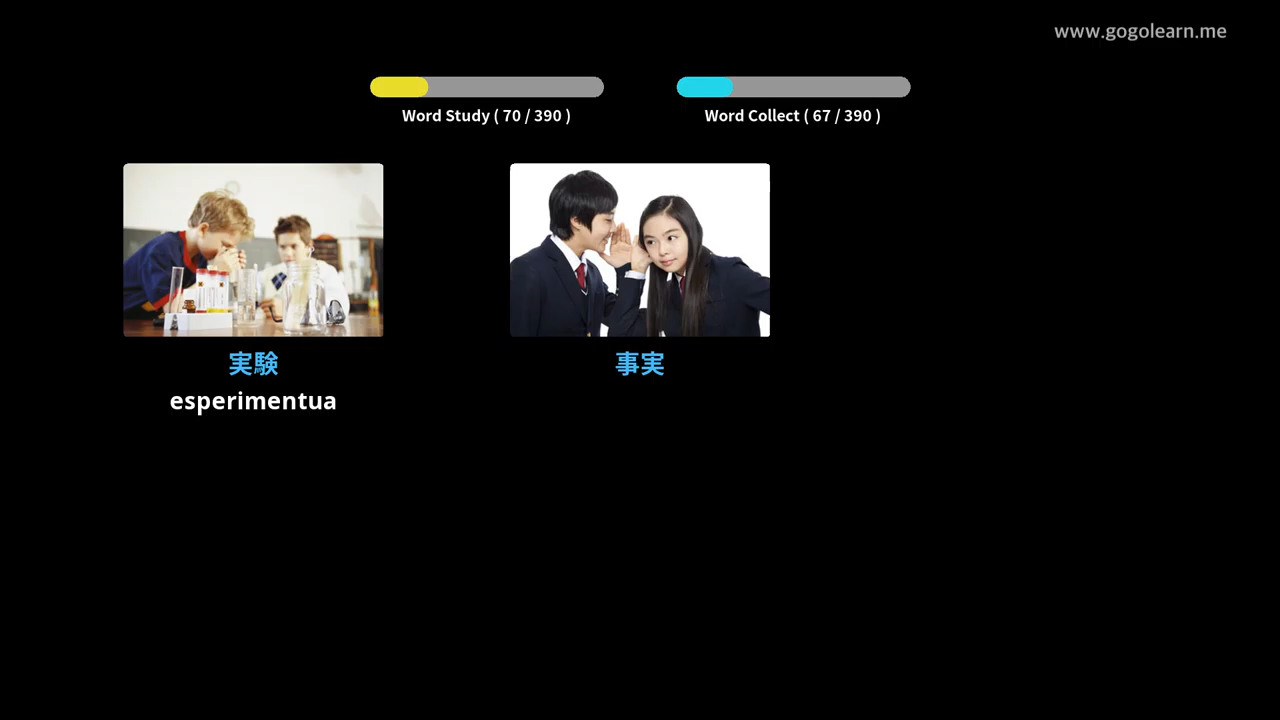 www.gogolearn.me
Word Study ( 70 / 390 )
Word Collect ( 67 / 390 )
実験
esperimentua
事実